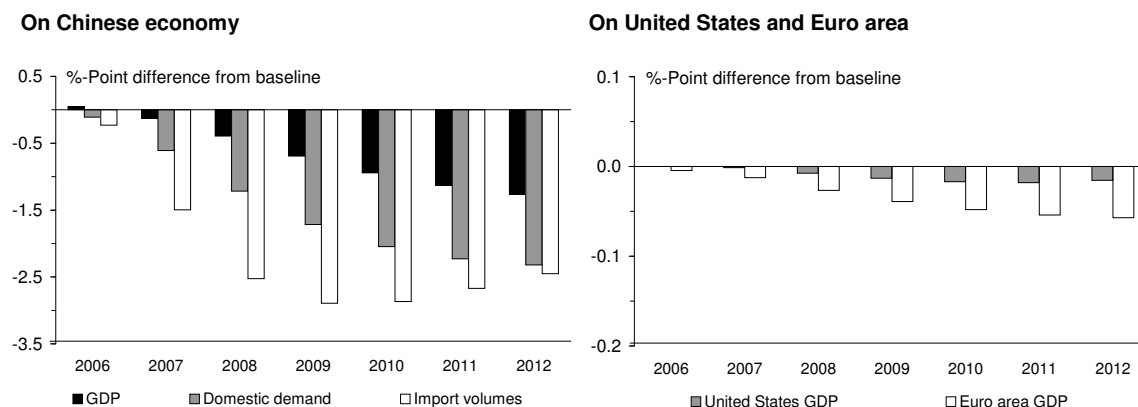 On Chinese economy
%-Point difference from baseline
0.5
-0.5
-1.5
-2.5
-3.5
2006 2007 2008 2009 2010 2011 2012
GDP Domestic demand Import volumes
On United States and Euro area
%-Point difference from baseline
0.1
0.0
-0.1
-0.2
2006 2007 2008 2009 2010 2011 2012
United States GDP Euro area GDP